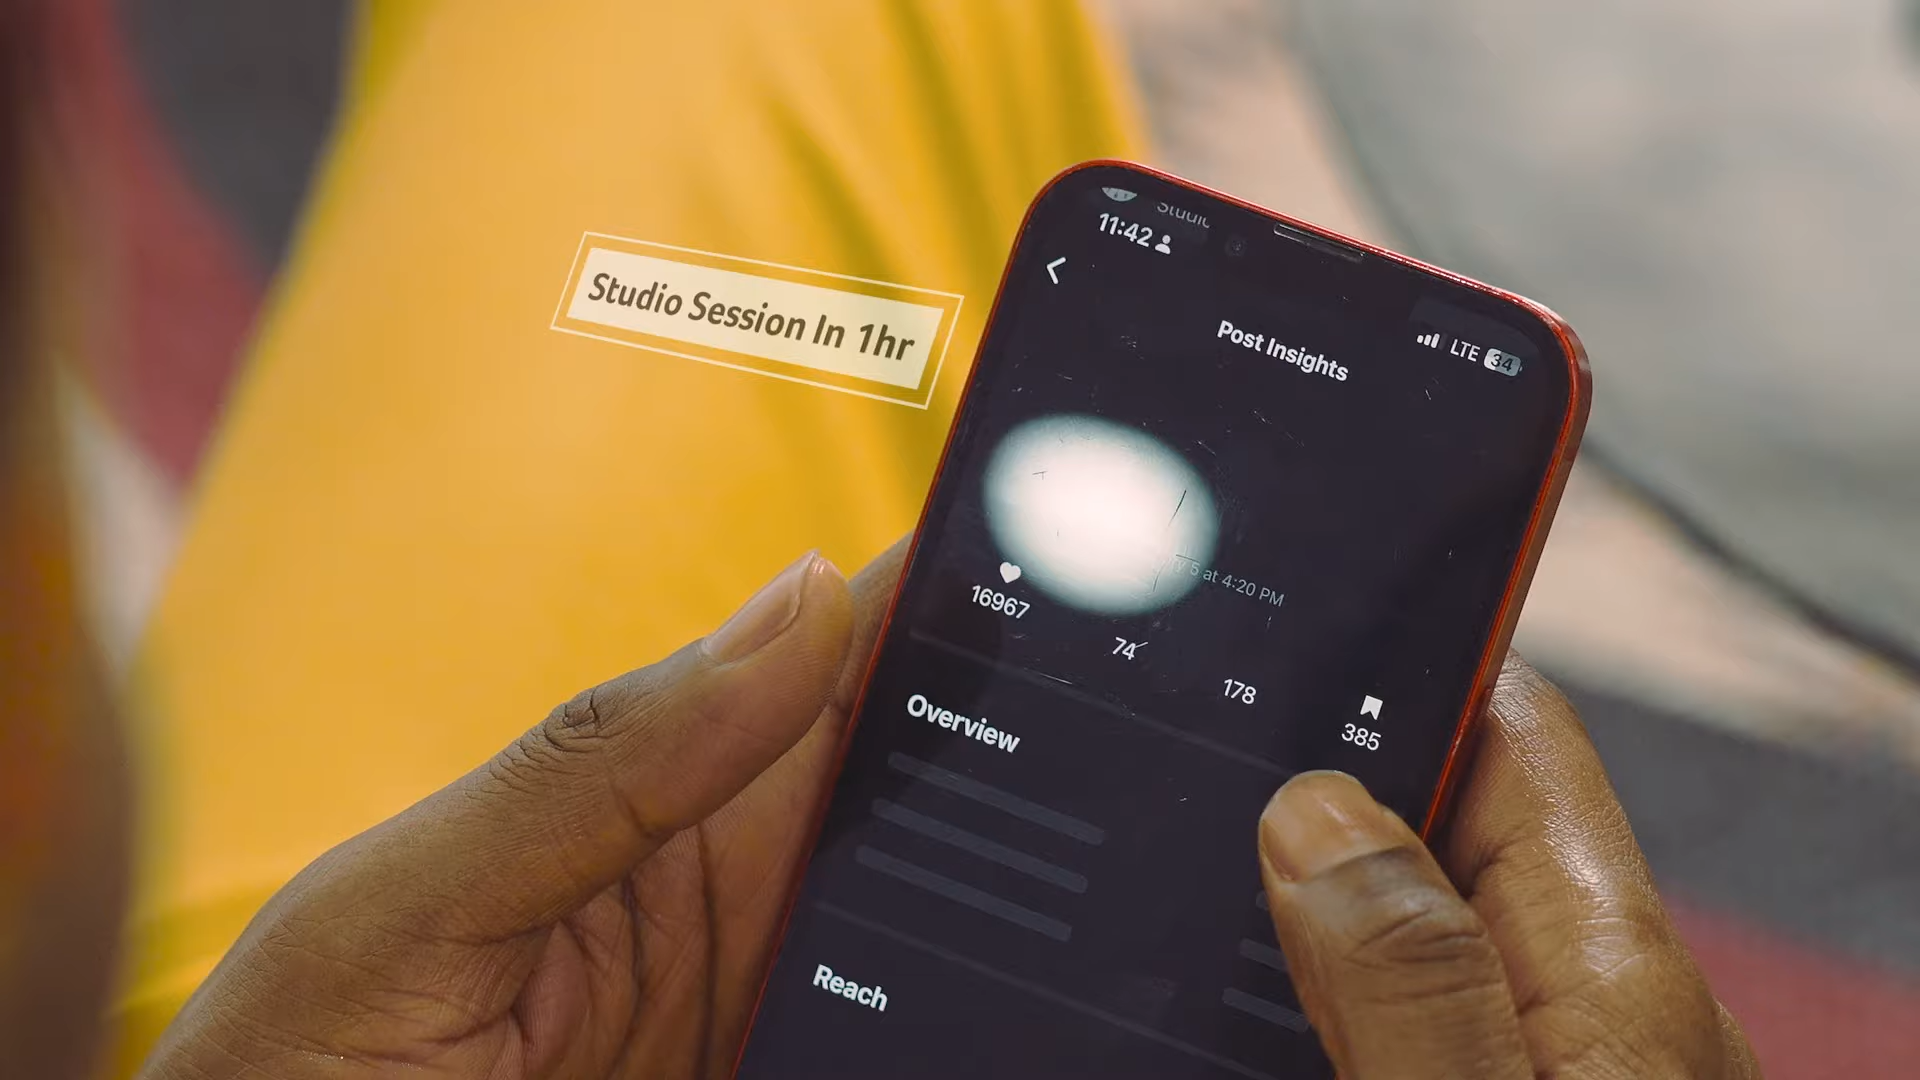 Studio
11:42
Studio Session In 1hr
Post Insights
LTE 34
5 at 4:20 PM
16967
74
178
385
Overview
Reach